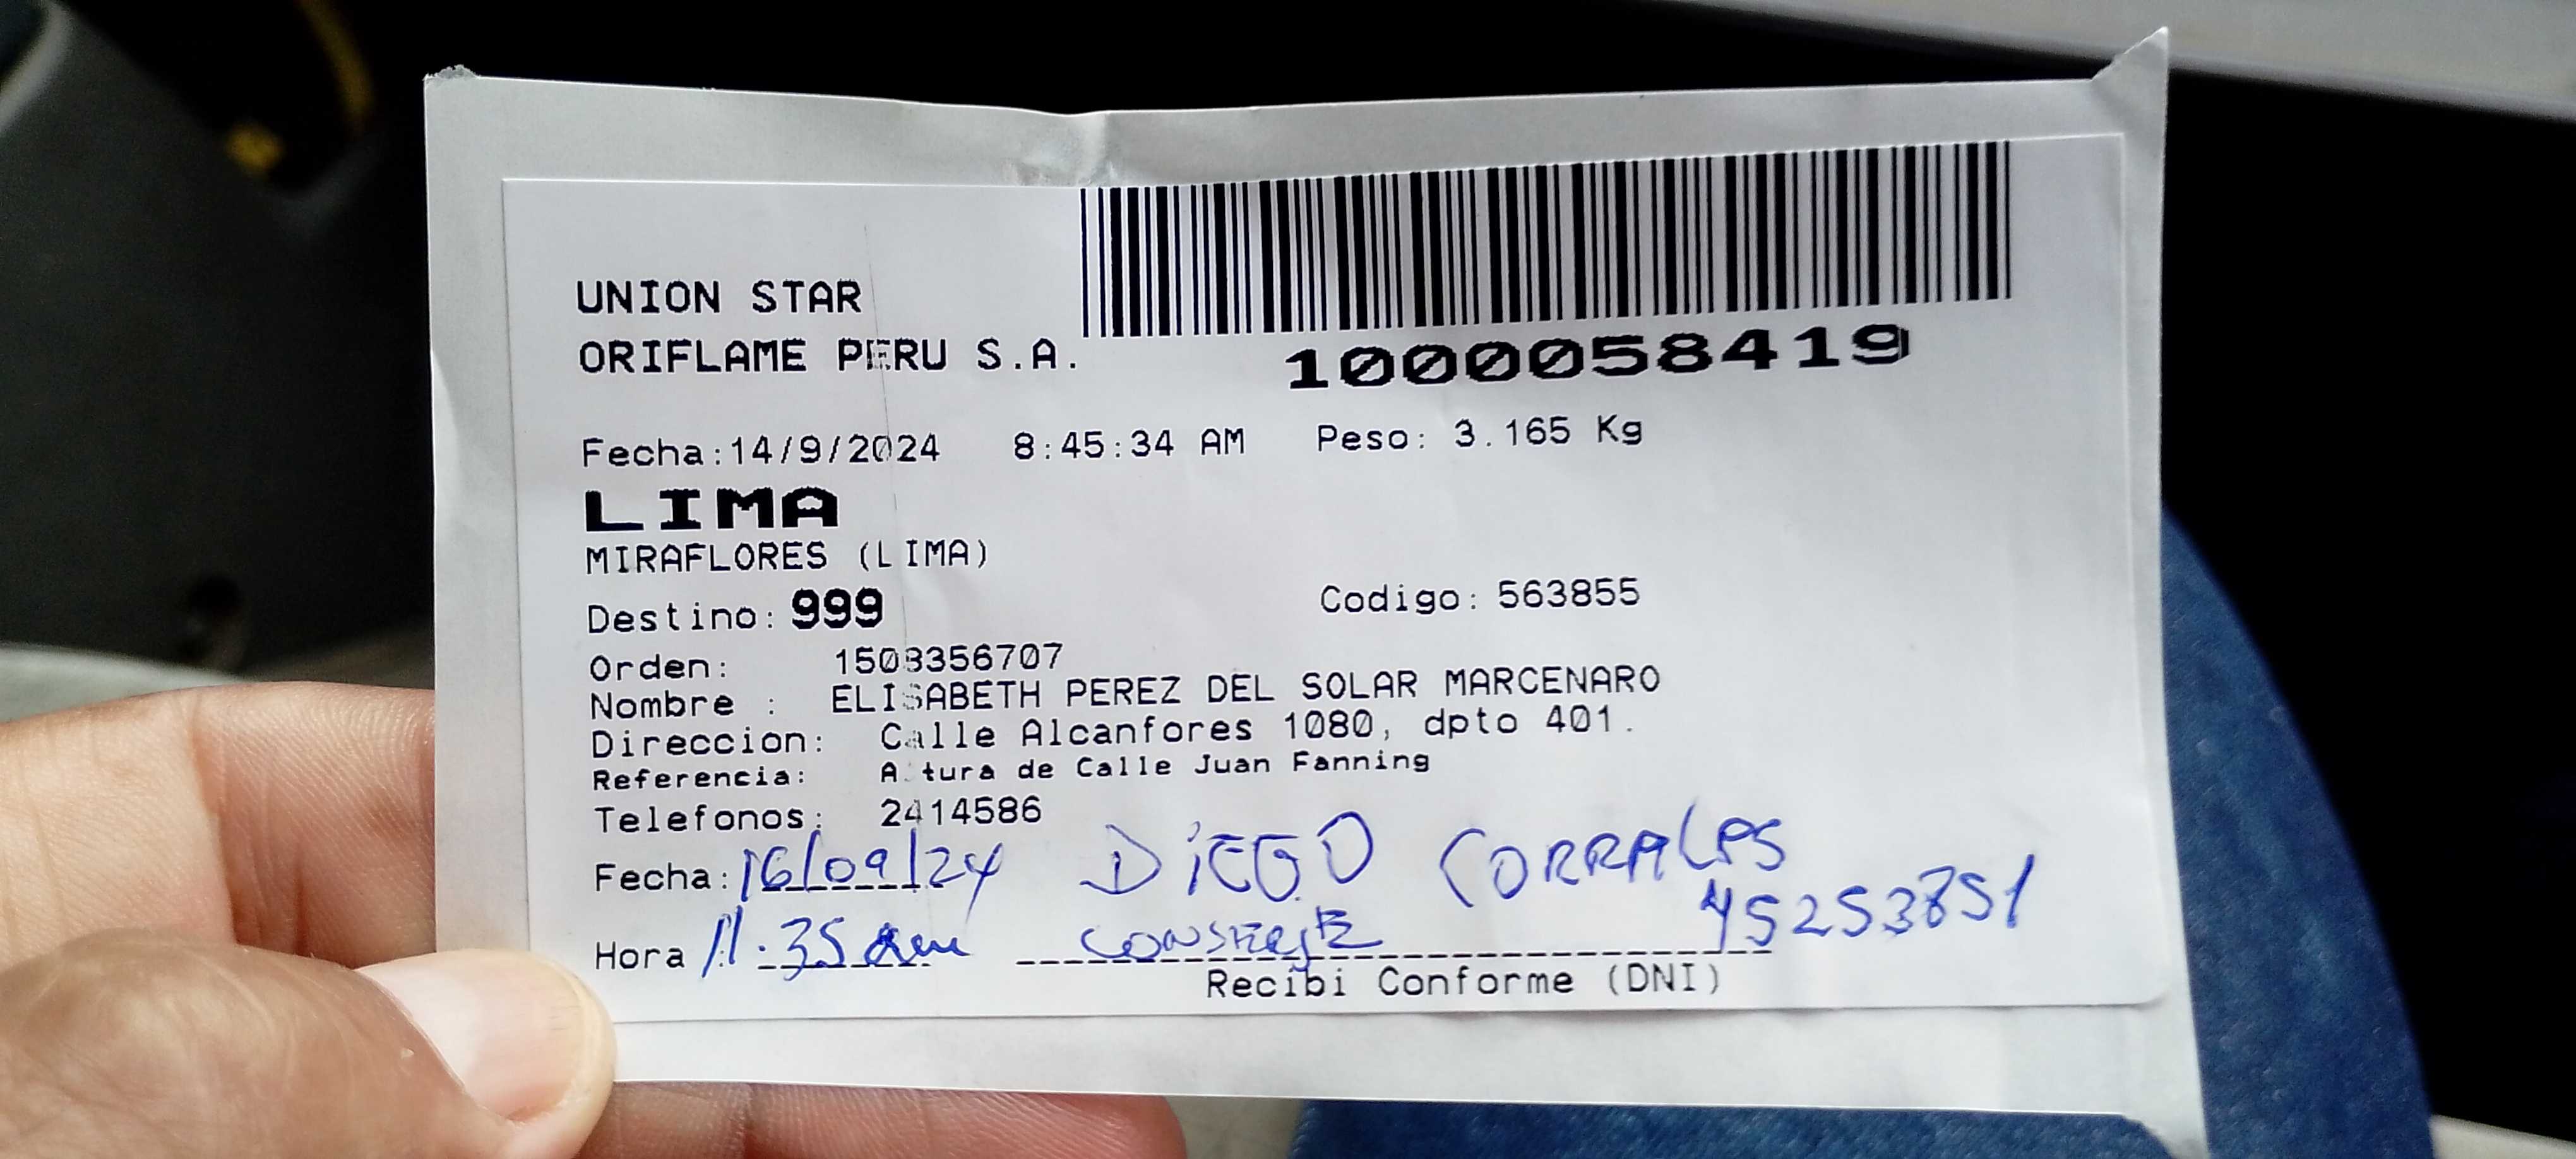 UNION STAR
ORIFLAME PERU S.A.
1000058419
Fecha:14/9/2024 8:45:34 AM Peso: 3.165 Kg
LIMA
MIRAFLORES (LIMA)
Destino: 999 Codigo: 563855
Orden: 1503356707
Nombre : ELISABETH PEREZ DEL SOLAR MARCENARO
Direccion: Calle Alcanfores 1080, dpto 401.
Referencia: A tura de Calle Juan Fanning
Telefonos: 2414586
Fecha: 16/09/24 DIEGO CORRALES
45253851
Hora 11:35 am CONSERJE
Recibi Conforme (DNI)